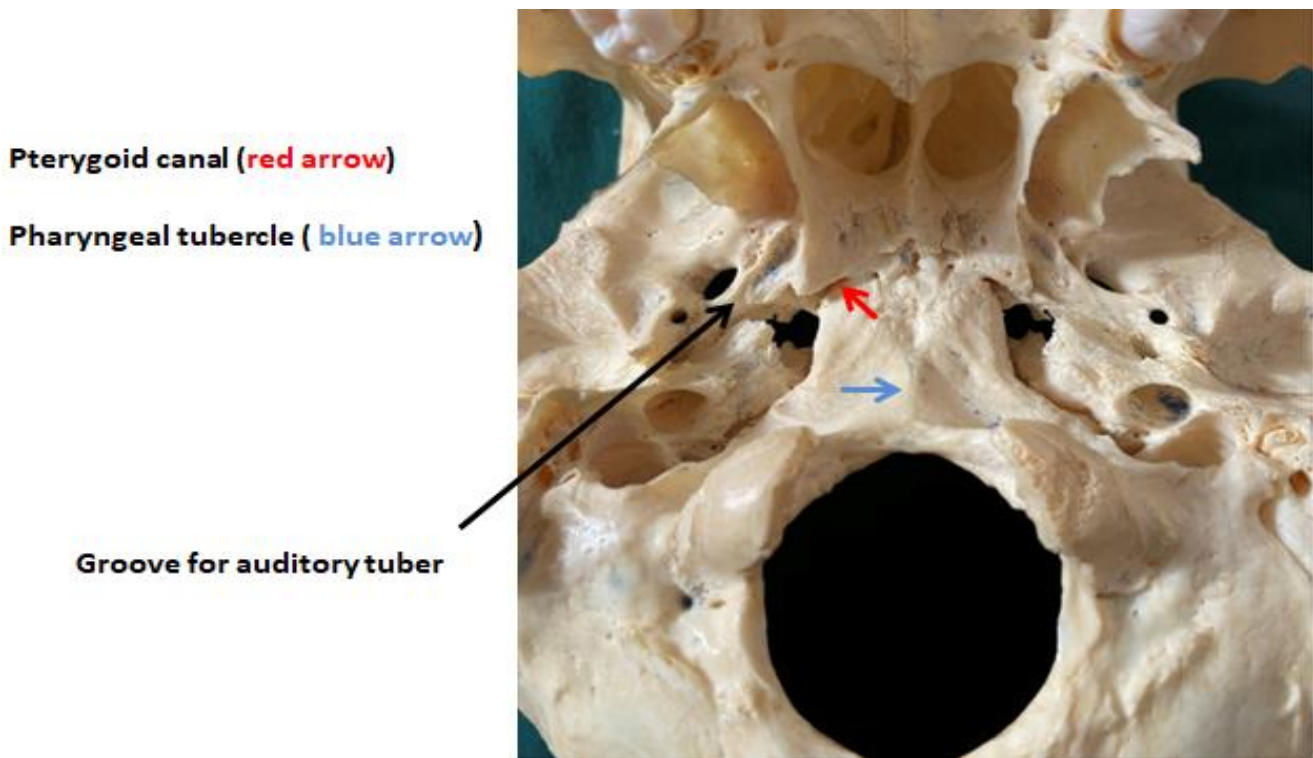 Pterygoid canal (red arrow)
Pharyngeal tubercle ( blue arrow)
Groove for auditory tuber